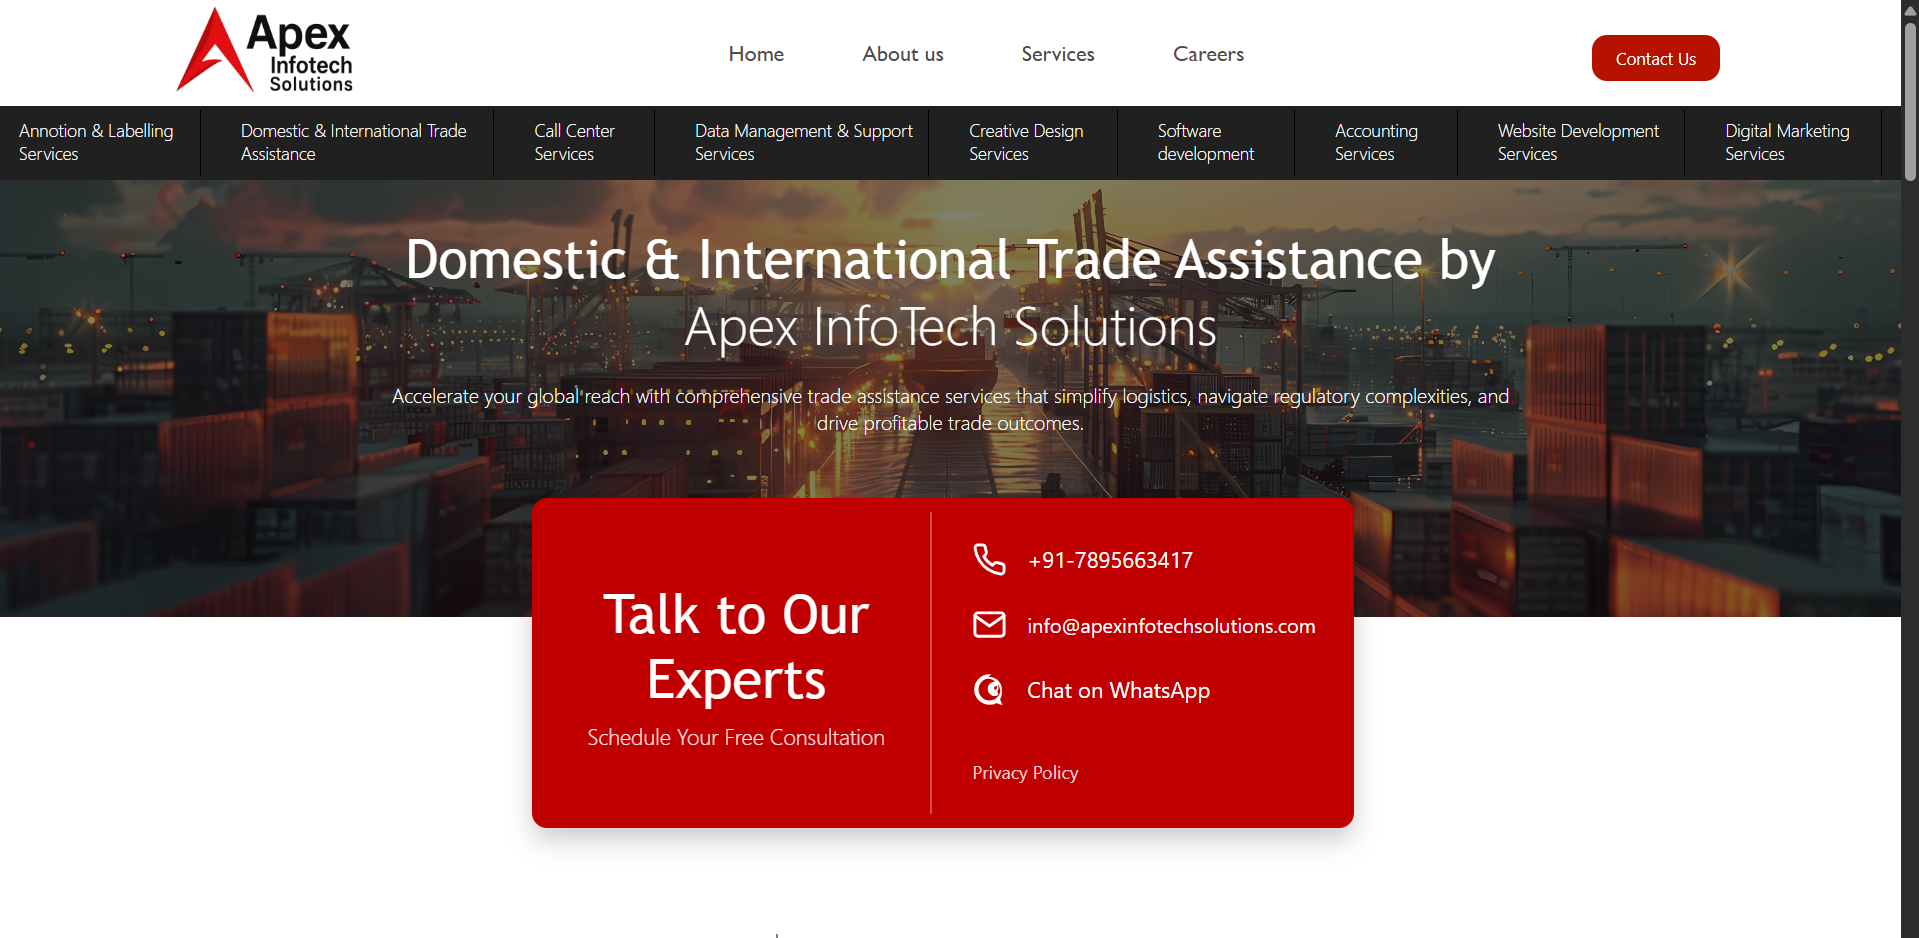 Apex
Infotech
Solutions
Home
About us
Services
Careers
Contact Us
Annotion & Labelling
Services
Domestic & International Trade
Assistance
Call Center
Services
Data Management & Support
Services
Creative Design
Services
Software
development
Accounting
Services
Website Development
Services
Digital Marketing
Services
Domestic & International Trade Assistance by
Apex InfoTech Solutions
Accelerate your global reach with comprehensive trade assistance services that simplify logistics, navigate regulatory complexities, and
drive profitable trade outcomes.
Talk to Our
Experts
Schedule Your Free Consultation
+91-7895663417
info@apexinfotechsolutions.com
Chat on WhatsApp
Privacy Policy